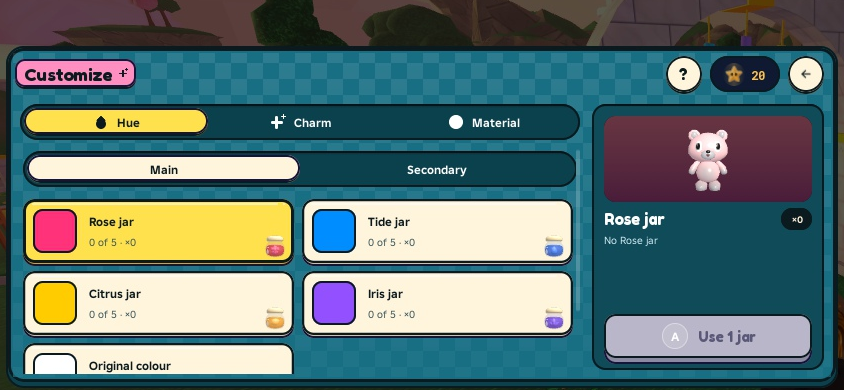 Customize
?
20
Hue
Charm
Material
Main
Secondary
Rose jar
0 of 5 · ×0
Tide jar
0 of 5 · ×0
Citrus jar
0 of 5 · ×0
Iris jar
0 of 5 · ×0
Original colour
Rose jar
×0
No Rose jar
A
Use 1 jar